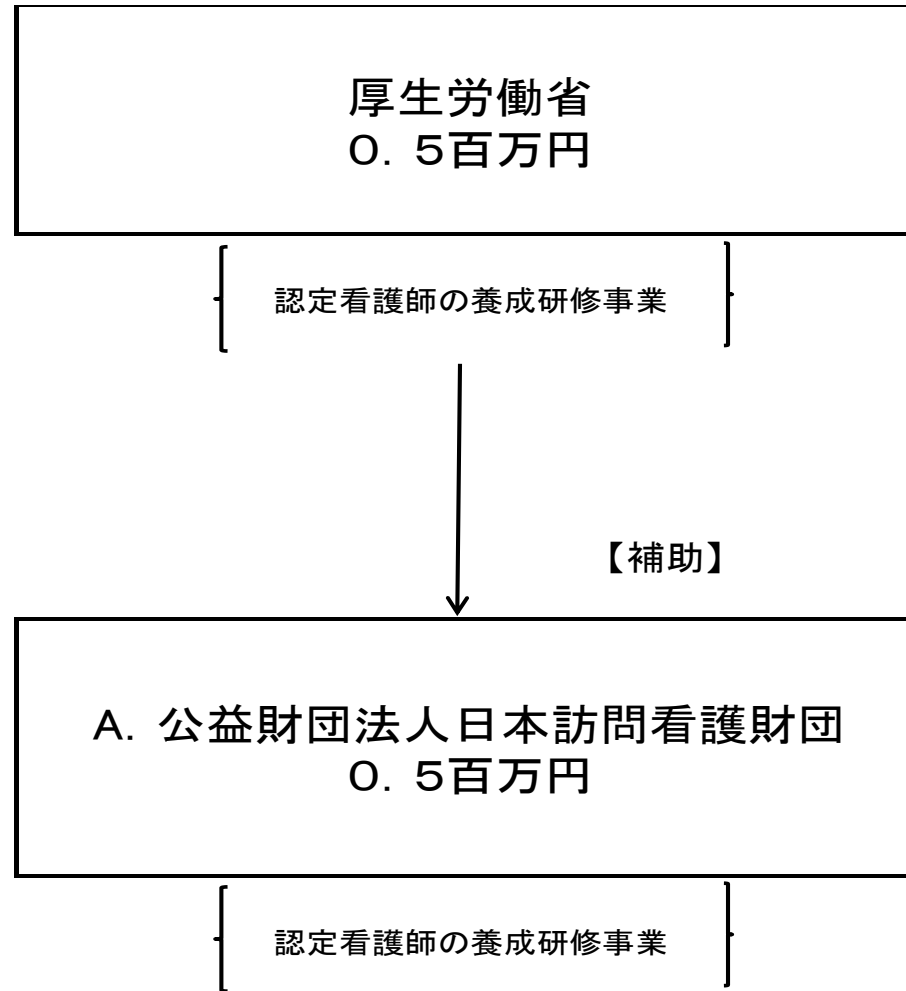 厚生労働省
０．５百万円
認定看護師の養成研修事業
【補助】
A．公益財団法人日本訪問看護財団
０．５百万円
認定看護師の養成研修事業